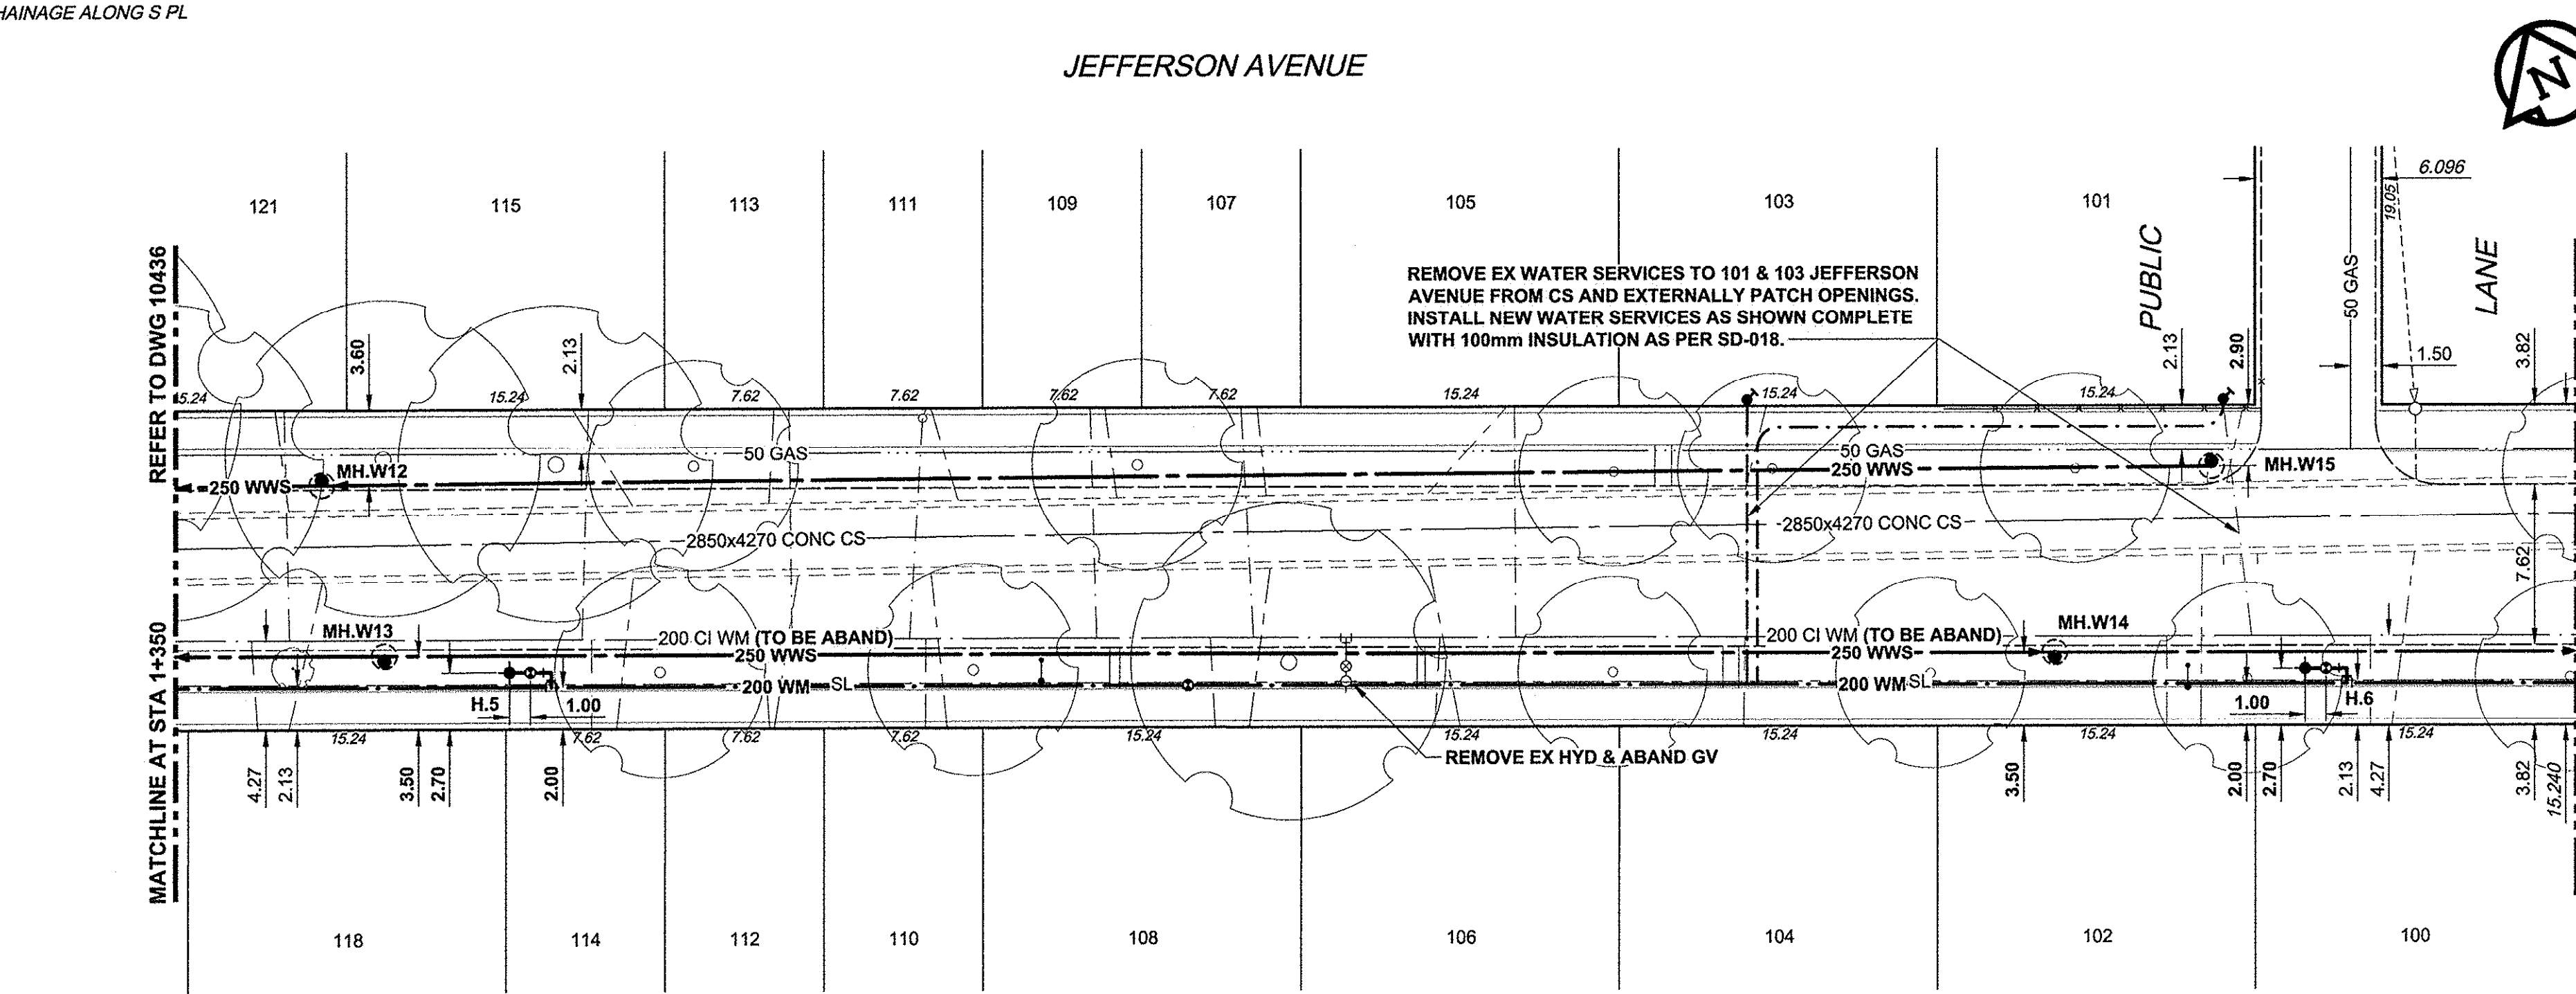 HAINAGE ALONG S PL
JEFFERSON AVENUE
N
121
115
113
111
109
107
105
103
101
PUBLIC
LANE
6.096
19.05
50 GAS
REFER TO DWG 10436
MATCHLINE AT STA 1+350
REMOVE EX WATER SERVICES TO 101 & 103 JEFFERSON
AVENUE FROM CS AND EXTERNALLY PATCH OPENINGS.
INSTALL NEW WATER SERVICES AS SHOWN COMPLETE
WITH 100mm INSULATION AS PER SD-018.
3.60
2.13
2.13
2.90
1.50
3.82
15.24
15.24
7.62
7.62
7.62
7.62
15.24
15.24
15.24
50 GAS
50 GAS
MH.W12
250 WWS
250 WWS
MH.W15
2850x4270 CONC CS
2850x4270 CONC CS
7.62
MH.W13
200 CI WM (TO BE ABAND)
250 WWS
200 WM
SL
200 CI WM (TO BE ABAND)
250 WWS
MH.W14
200 WM
SL
H.5
1.00
1.00
H.6
15.24
7.62
7.62
7.62
15.24
15.24
15.24
15.24
15.24
REMOVE EX HYD & ABAND GV
4.27
2.13
3.50
2.70
2.00
3.50
2.00
2.70
2.13
4.27
3.82
15.240
118
114
112
110
108
106
104
102
100